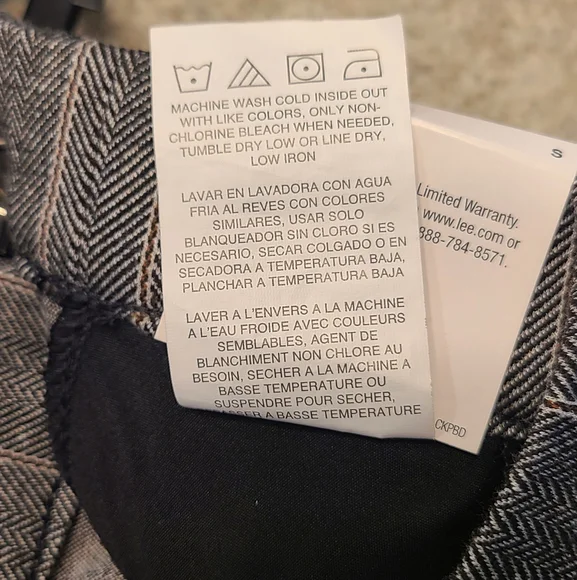 MACHINE WASH COLD INSIDE OUT
WITH LIKE COLORS, ONLY NON-
CHLORINE BLEACH WHEN NEEDED,
TUMBLE DRY LOW OR LINE DRY,
LOW IRON
LAVAR EN LAVADORA CON AGUA
FRIA AL REVES CON COLORES
SIMILARES, USAR SOLO
BLANQUEADOR SIN CLORO SI ES
NECESARIO, SECAR COLGADO O EN
SECADORA A TEMPERATURA BAJA,
PLANCHAR A TEMPERATURA BAJA
LAVER A L'ENVERS A LA MACHINE
A L'EAU FROIDE AVEC COULEURS
SEMBLABLES, AGENT DE
BLANCHIMENT NON CHLORE AU
BESOIN, SECHER A LA MACHINE A
BASSE TEMPERATURE OU
SUSPENDRE POUR SECHER,
A BASSE TEMPERATURE
S
Limited Warranty.
www.lee.com or
888-784-8571.
CKPBD